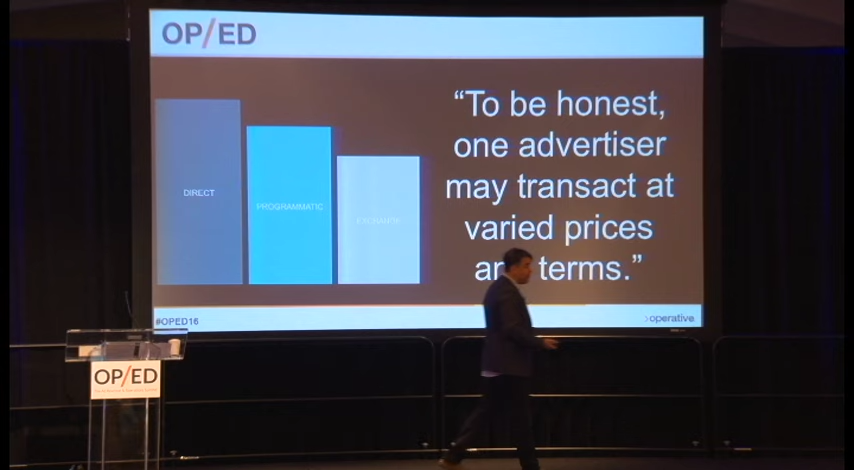 OP/ED
“To be honest,
one advertiser
may transact at
varied prices
terms.”
DIRECT
PROGRAMMATIC
#OPED16
operative
OP/ED